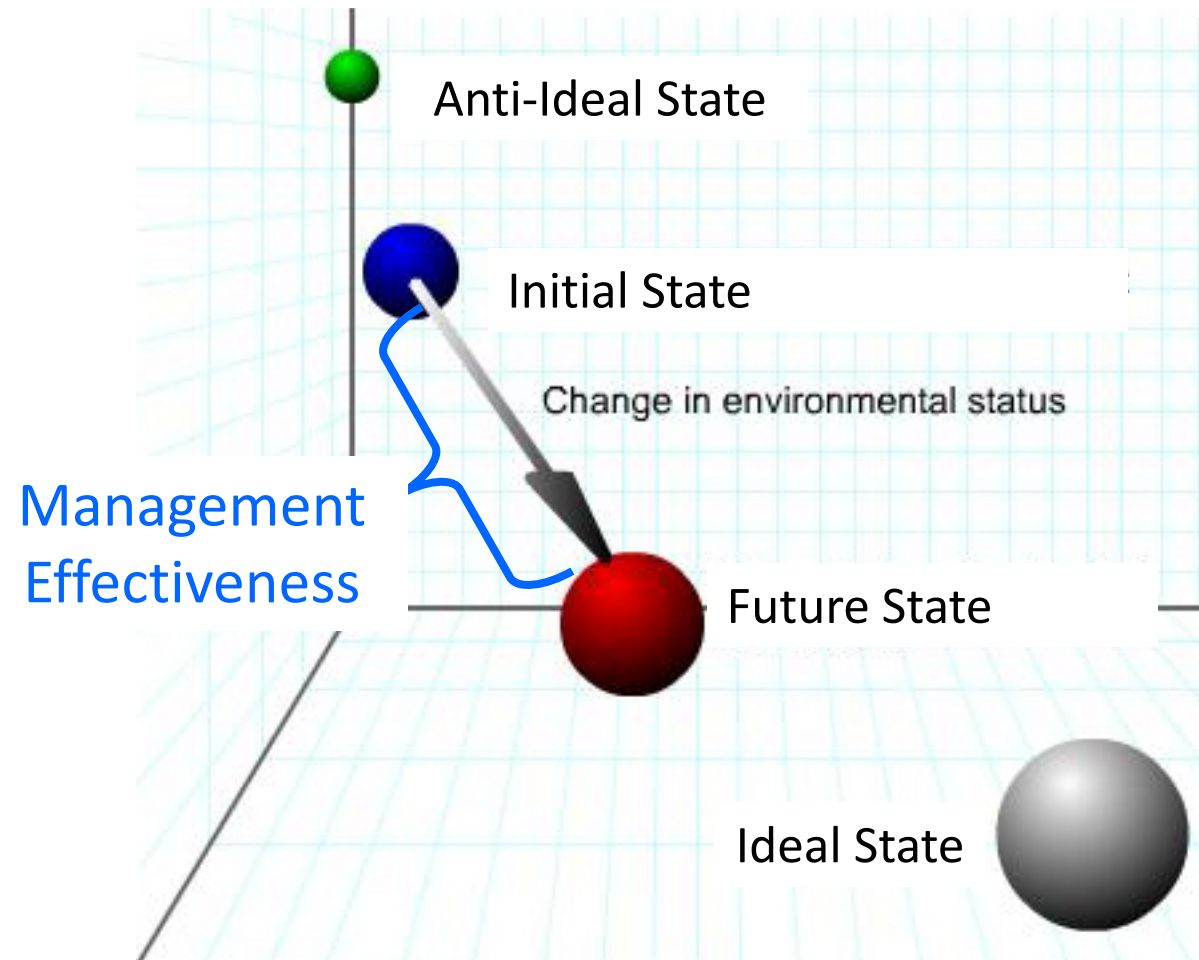 Anti-Ideal State
Initial State
Change in environmental status
Management
Effectiveness
Future State
Ideal State